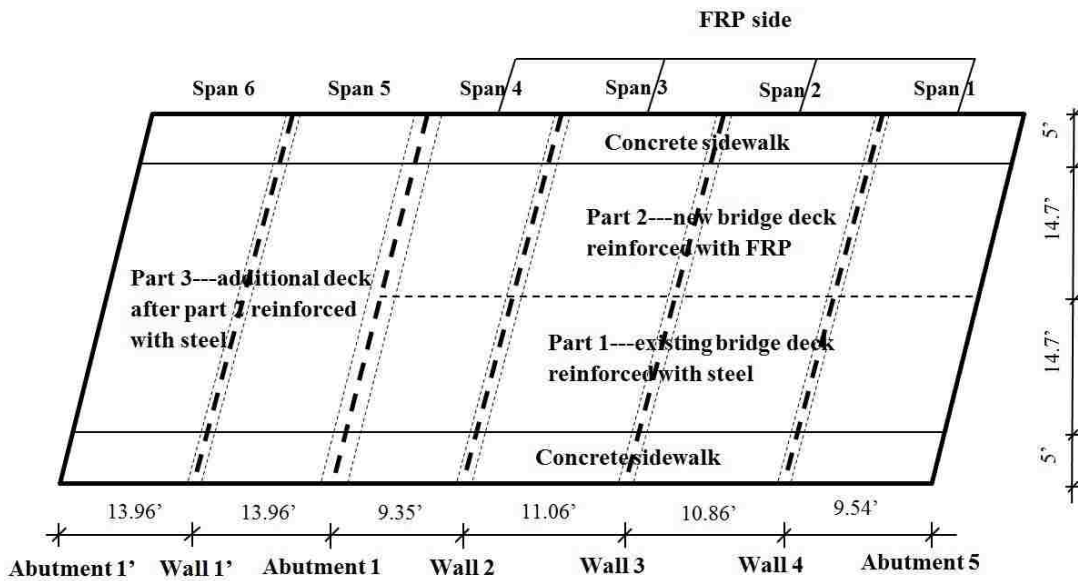 FRP side
Span 6 Span 5 Span 4 Span 3 Span 2 Span 1
Concrete sidewalk
5’
Part 2---new bridge deck
reinforced with FRP
14.7’
Part 3---additional deck
after part 2 reinforced
with steel
Part 1---existing bridge deck
reinforced with steel
14.7’
Concrete sidewalk
5’
13.96’ 13.96’ 9.35’ 11.06’ 10.86’ 9.54’
Abutment 1’ Wall 1’ Abutment 1 Wall 2 Wall 3 Wall 4 Abutment 5